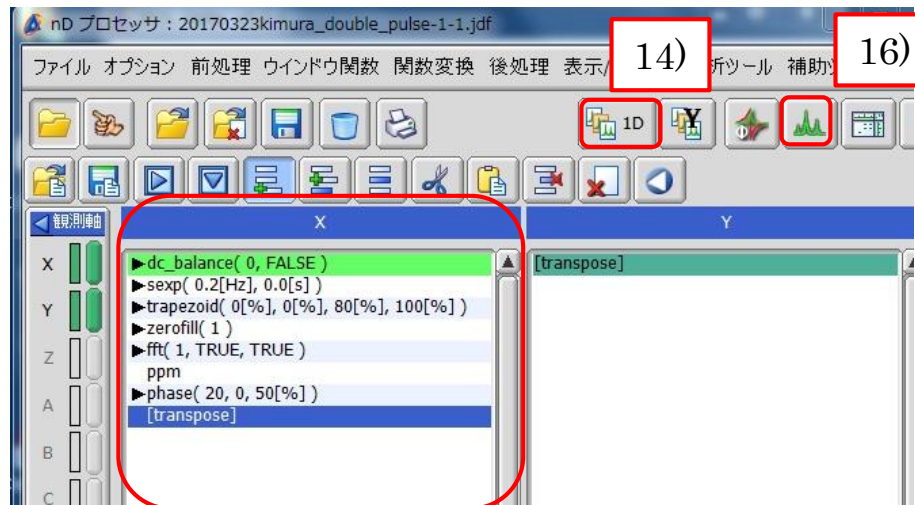 nD プロセッサ : 20170323kimura_double_pulse-1-1.jdf
ファイル オプション 前処理 ウインドウ関数 関数変換 後処理 表示/ 14) 析ツール 補助 16)
1D
観測軸 X Y
X ▶dc_balance( 0, FALSE ) [transpose]
▶sexp( 0.2[Hz], 0.0[s] )
Y ▶trapezoid( 0[%], 0[%], 80[%], 100[%] )
▶zerofill( 1 )
Z ▶fft( 1, TRUE, TRUE )
ppm
A ▶phase( 20, 0, 50[%] )
[transpose]
B
C